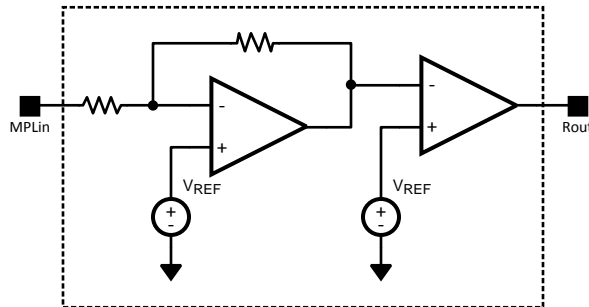 MPLin
-
+
VREF
+
-
-
+
VREF
+
-
Rout